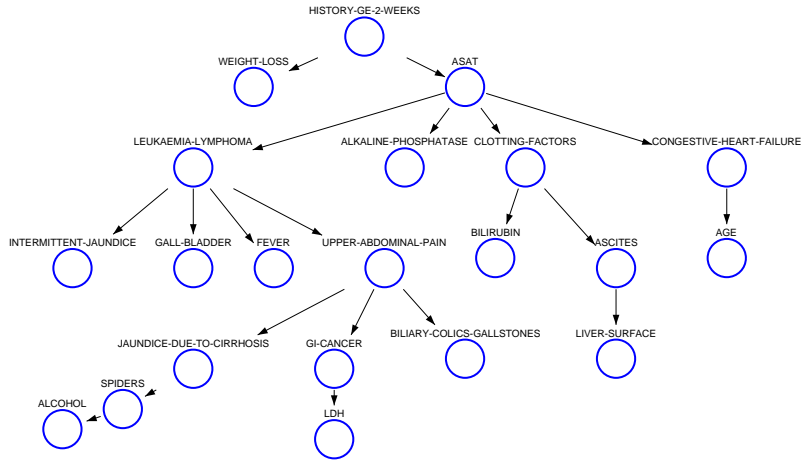 HISTORY-GE-2-WEEKS
WEIGHT-LOSS
ASAT
LEUKAEMIA-LYMPHOMA
ALKALINE-PHOSPHATASE
CLOTTING-FACTORS
CONGESTIVE-HEART-FAILURE
INTERMITTENT-JAUNDICE
GALL-BLADDER
FEVER
UPPER-ABDOMINAL-PAIN
BILIRUBIN
ASCITES
AGE
JAUNDICE-DUE-TO-CIRRHOSIS
GI-CANCER
BILIARY-COLICS-GALLSTONES
LIVER-SURFACE
SPIDERS
ALCOHOL
LDH